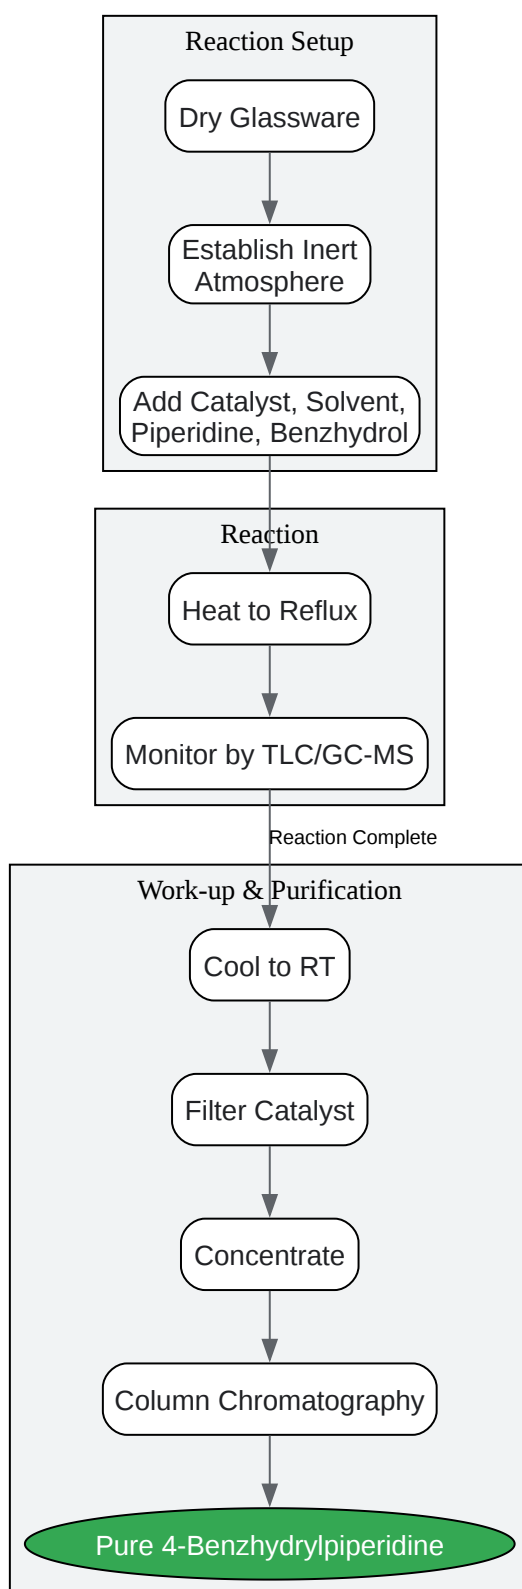 Reaction Setup
Dry Glassware
Establish Inert
Atmosphere
Add Catalyst, Solvent,
Piperidine, Benzhydrol
Reaction
Heat to Reflux
Monitor by TLC/GC-MS
Reaction Complete
Work-up & Purification
Cool to RT
Filter Catalyst
Concentrate
Column Chromatography
Pure 4-Benzhydrylpiperidine